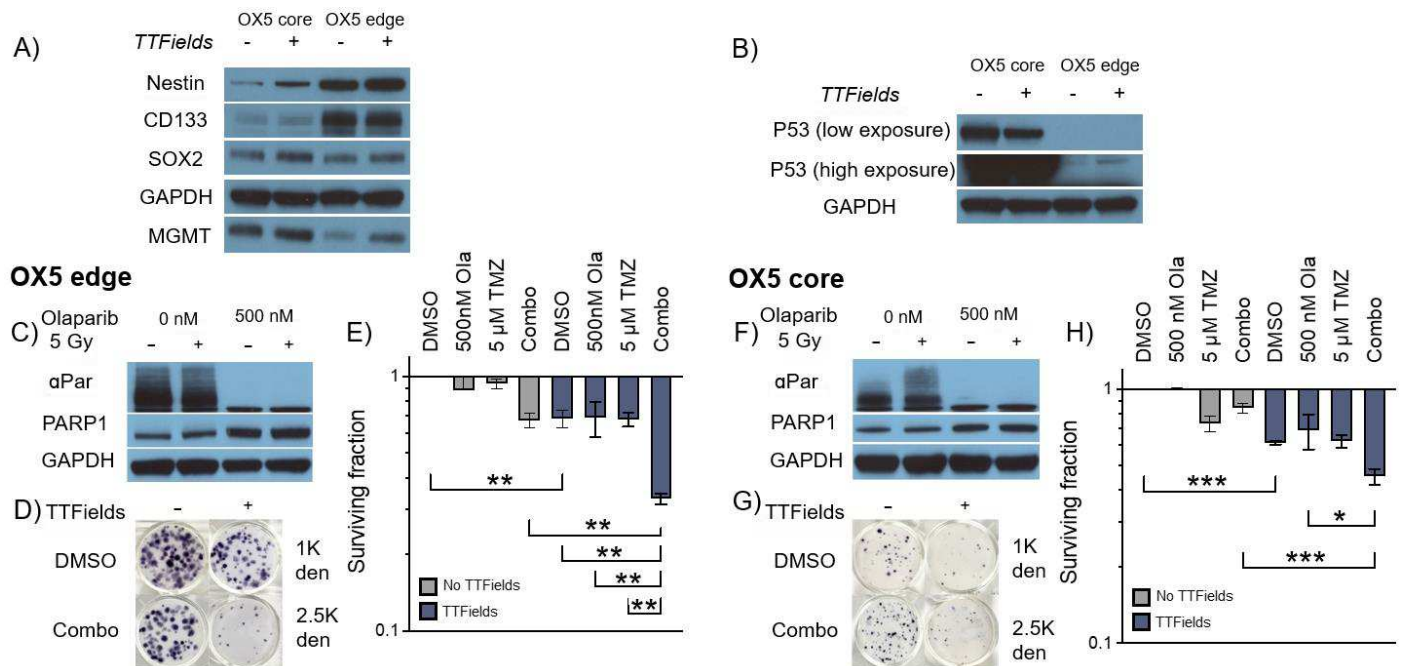 A)
OX5 core OX5 edge
TTFields - + - +
Nestin
CD133
SOX2
GAPDH
MGMT
B)
OX5 core OX5 edge
TTFields - + - +
P53 (low exposure)
P53 (high exposure)
GAPDH
OX5 edge
C)
Olaparib 0 nM 500 nM
5 Gy - + - +
αPar
PARP1
GAPDH
D)
TTFields - +
DMSO 1K den
Combo 2.5K den
E)
DMSO
500nM Ola
5 µM TMZ
Combo
DMSO
500nM Ola
5 µM TMZ
Combo
Surviving fraction
1
0.1
**
**
**
**
**
No TTFields
TTFields
OX5 core
F)
Olaparib 0 nM 500 nM
5 Gy - + - +
αPar
PARP1
GAPDH
G)
TTFields - +
DMSO 1K den
Combo 2.5K den
H)
DMSO
500 nM Ola
5 µM TMZ
Combo
DMSO
500 nM Ola
5 µM TMZ
Combo
Surviving fraction
1
0.1
***
*
***
No TTFields
TTFields